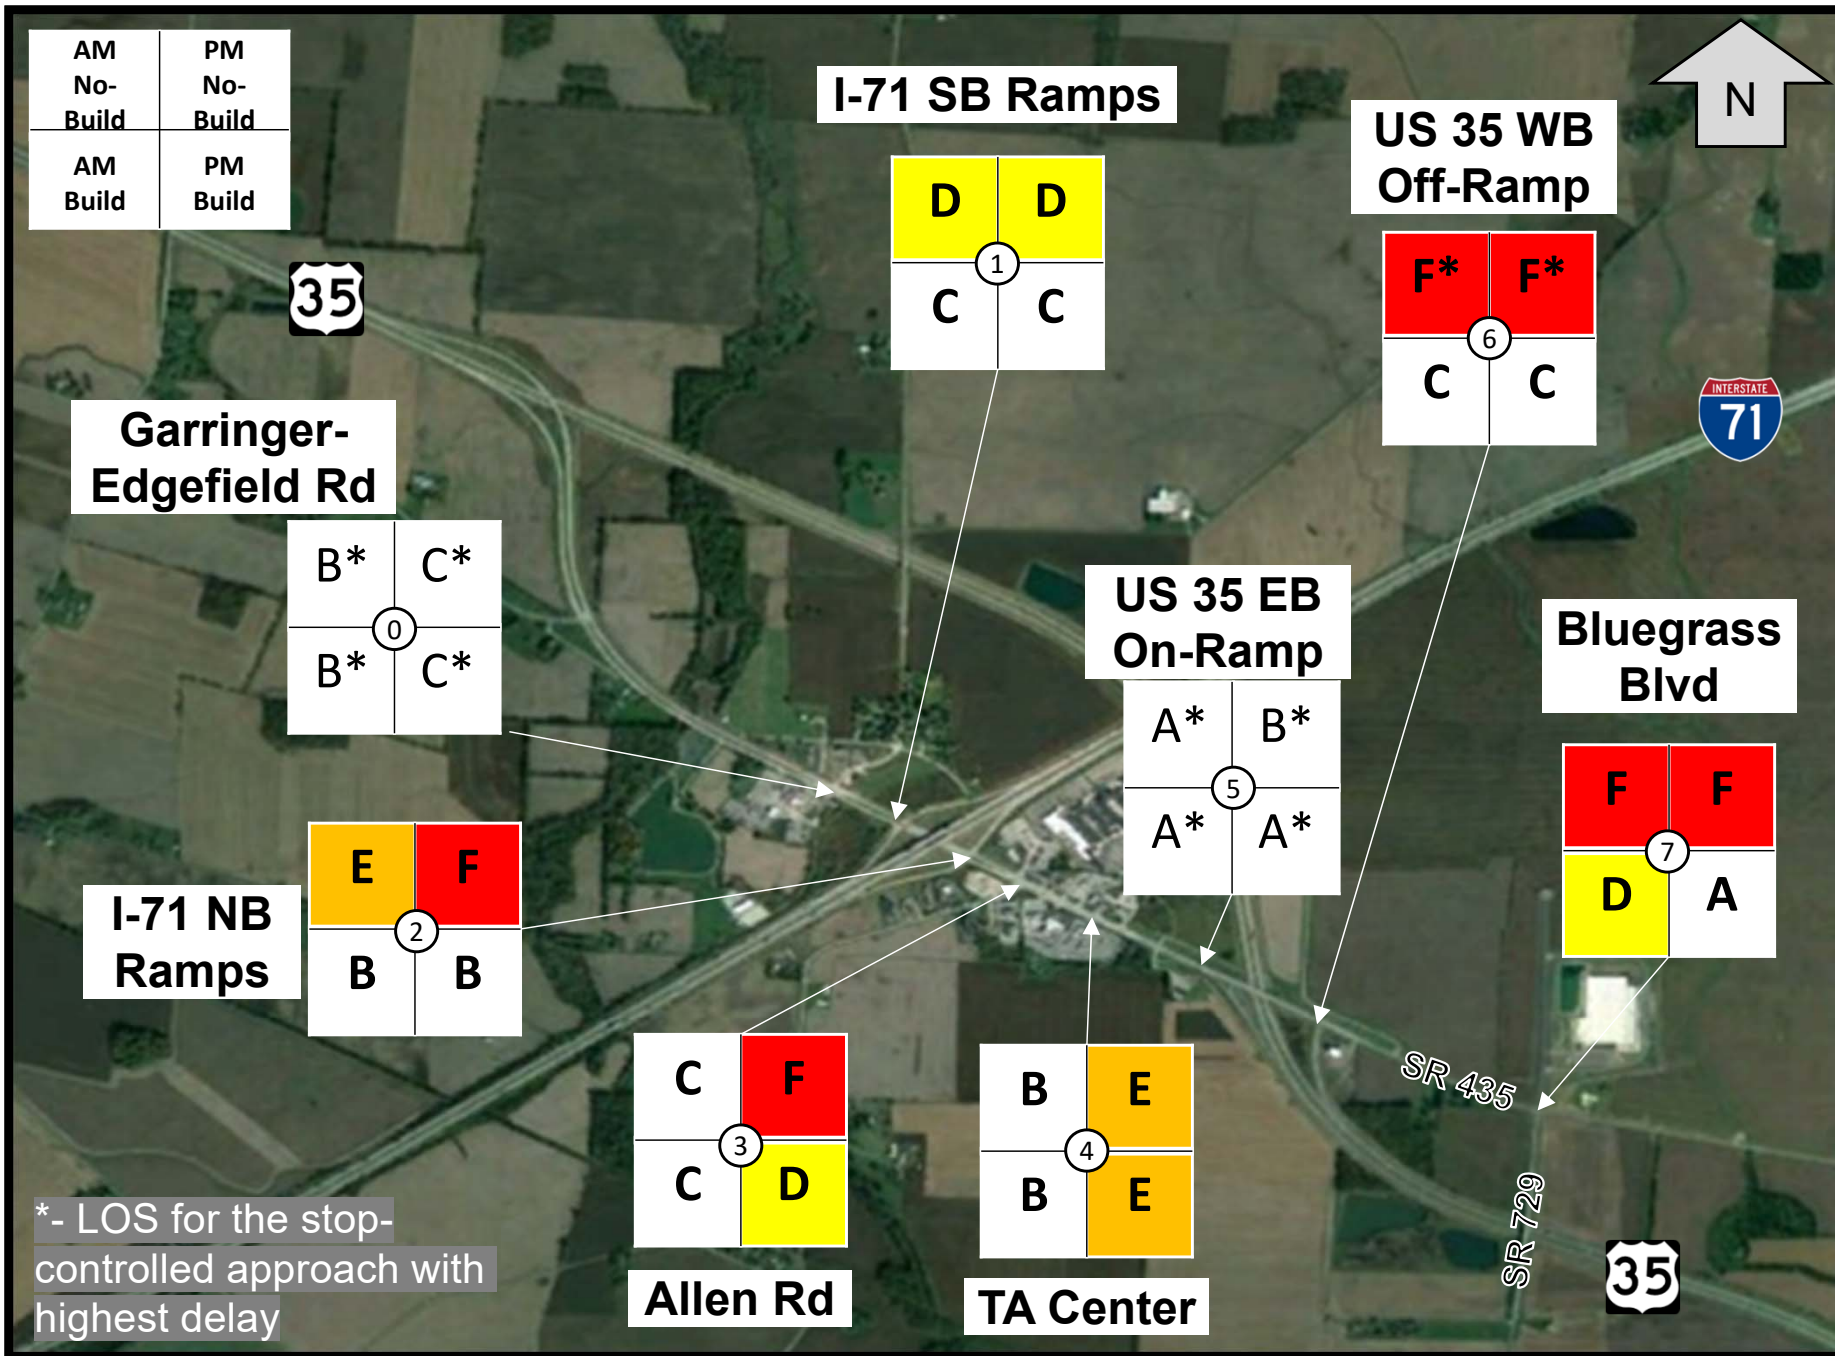 AM
No-
Build
PM
No-
Build
AM
Build
PM
Build
I-71 SB Ramps
D D
1
C C
US 35 WB
Off-Ramp
F* F*
6
C C
N
35
INTERSTATE
71
Garringer-
Edgefield Rd
B* C*
0
B* C*
US 35 EB
On-Ramp
A* B*
5
A* A*
Bluegrass
Blvd
F F
7
D A
I-71 NB
Ramps
E F
2
B B
C F
3
C D
Allen Rd
B E
4
B E
TA Center
SR 435
SR 729
35
*- LOS for the stop-
controlled approach with
highest delay